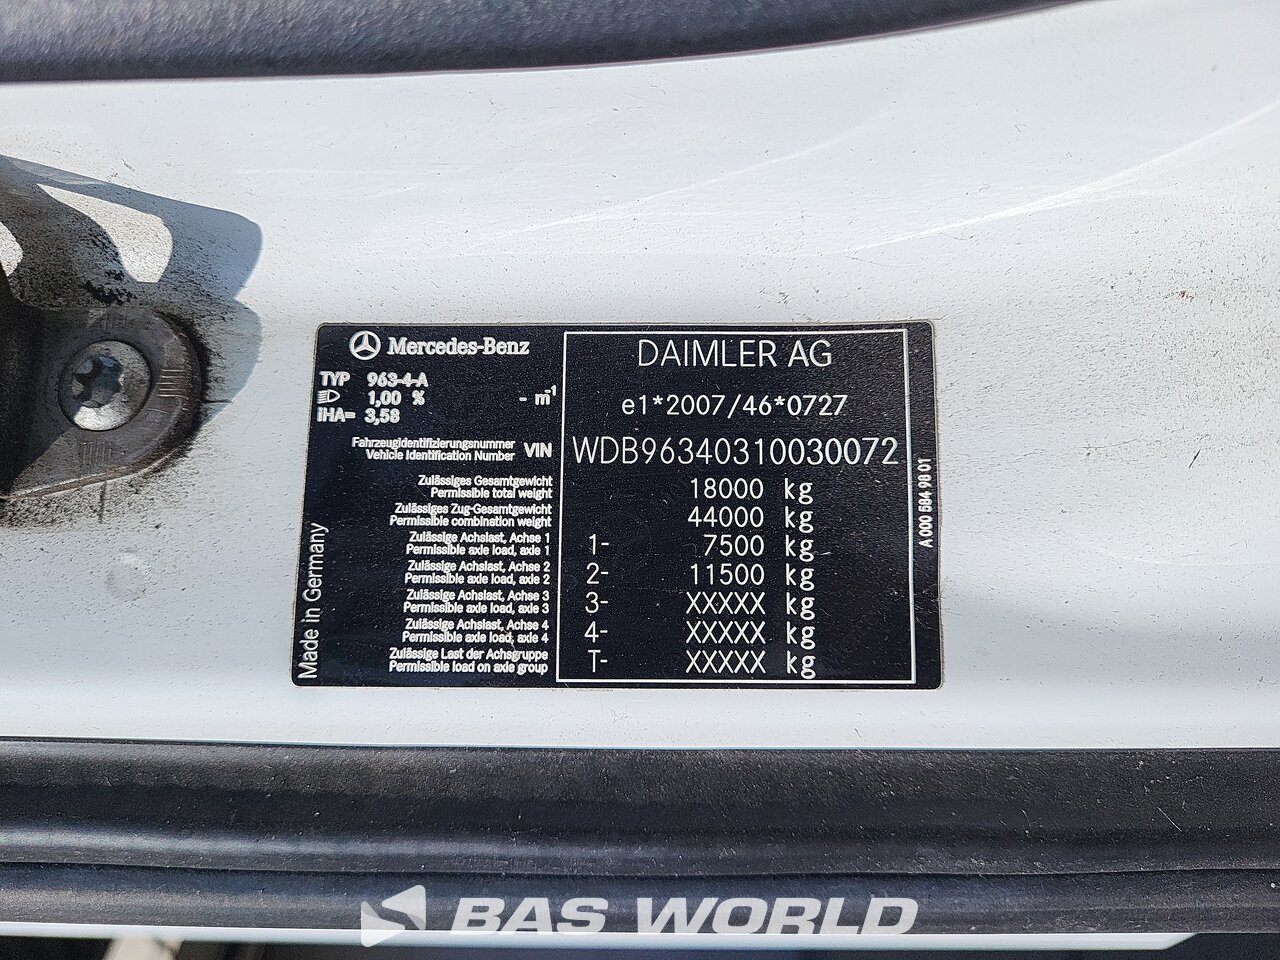 Mercedes-Benz
TYP 963-4-A
1,00 % - m-1
iHA= 3,58
Fahrzeugidentifizierungsnummer
Vehicle Identification Number VIN
Zulässiges Gesamtgewicht
Permissible total weight
Zulässiges Zug-Gesamtgewicht
Permissible combination weight
Zulässige Achslast, Achse 1
Permissible axle load, axle 1
Zulässige Achslast, Achse 2
Permissible axle load, axle 2
Zulässige Achslast, Achse 3
Permissible axle load, axle 3
Zulässige Achslast, Achse 4
Permissible axle load, axle 4
Zulässige Last der Achsgruppe
Permissible load on axle group
Made in Germany
DAIMLER AG
e1*2007/46*0727
WDB96340310030072
18000 kg
44000 kg
1- 7500 kg
2- 11500 kg
3- XXXXX kg
4- XXXXX kg
T- XXXXX kg
A 000 584 98 01
BAS WORLD